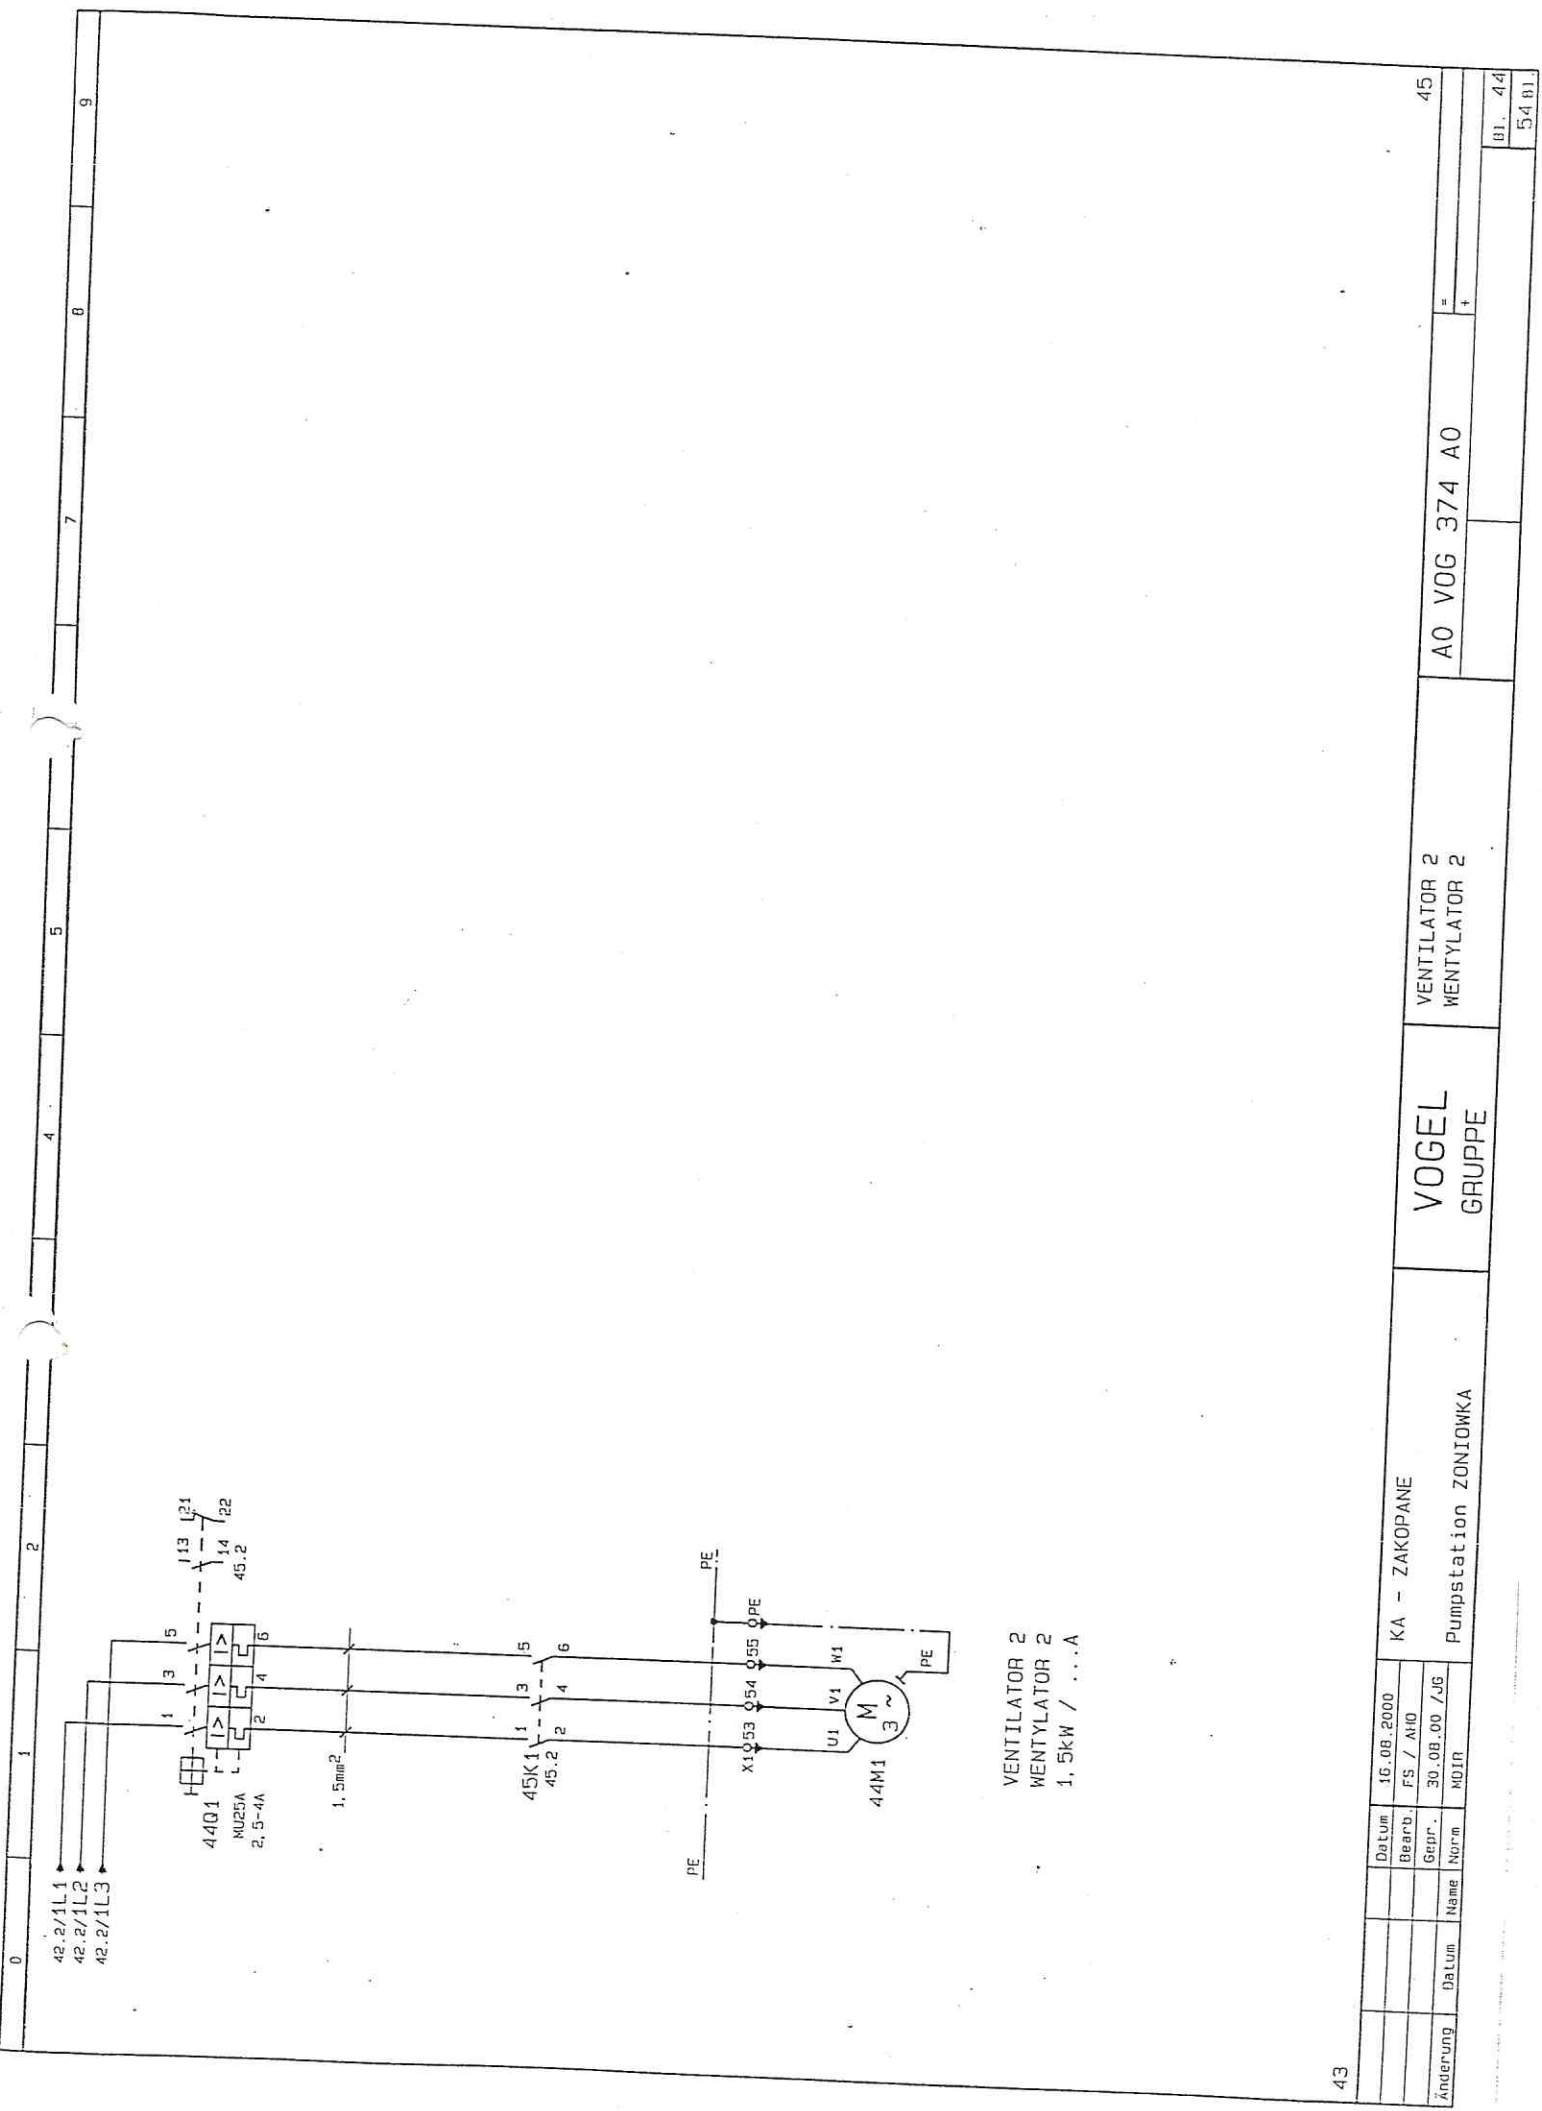 0 1 2 4 5 7 8 9
42.2/1L1
42.2/1L2
42.2/1L3
1 3 5 13 21
44Q1
I> I> I>
14 22
MU25A
2,5-4A
2 4 6
45.2
1,5mm²
45K1
1 3 5
45.2
2 4 6
PE PE
X1 53 54 55 PE
U1 V1 W1 PE
44M1
M
3 ~
VENTILATOR 2
WENTYLATOR 2
1,5kW / ...A
43 45
Datum 16.08.2000
Bearb. FS / AHO
Gepr. 30.08.00 /JG
Änderung Datum Name Norm MDIR
KA - ZAKOPANE
Pumpstation ZONIOWKA
VOGEL
GRUPPE
VENTILATOR 2
WENTYLATOR 2
AO VOG 374 AO
=
+
Bl. 44
54 Bl.